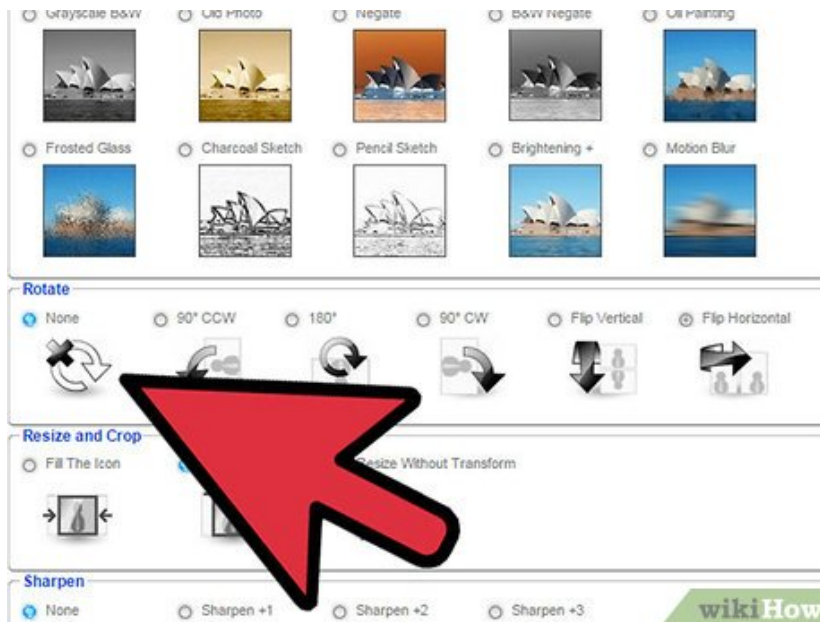 Grayscale B&W Old Photo Negate B&W Negate Oil Painting
Frosted Glass Charcoal Sketch Pencil Sketch Brightening + Motion Blur
Rotate
None 90° CCW 180° 90° CW Flip Vertical Flip Horizontal
Resize and Crop
Fill The Icon Resize Without Transform
Sharpen
None Sharpen +1 Sharpen +2 Sharpen +3
wikiHow